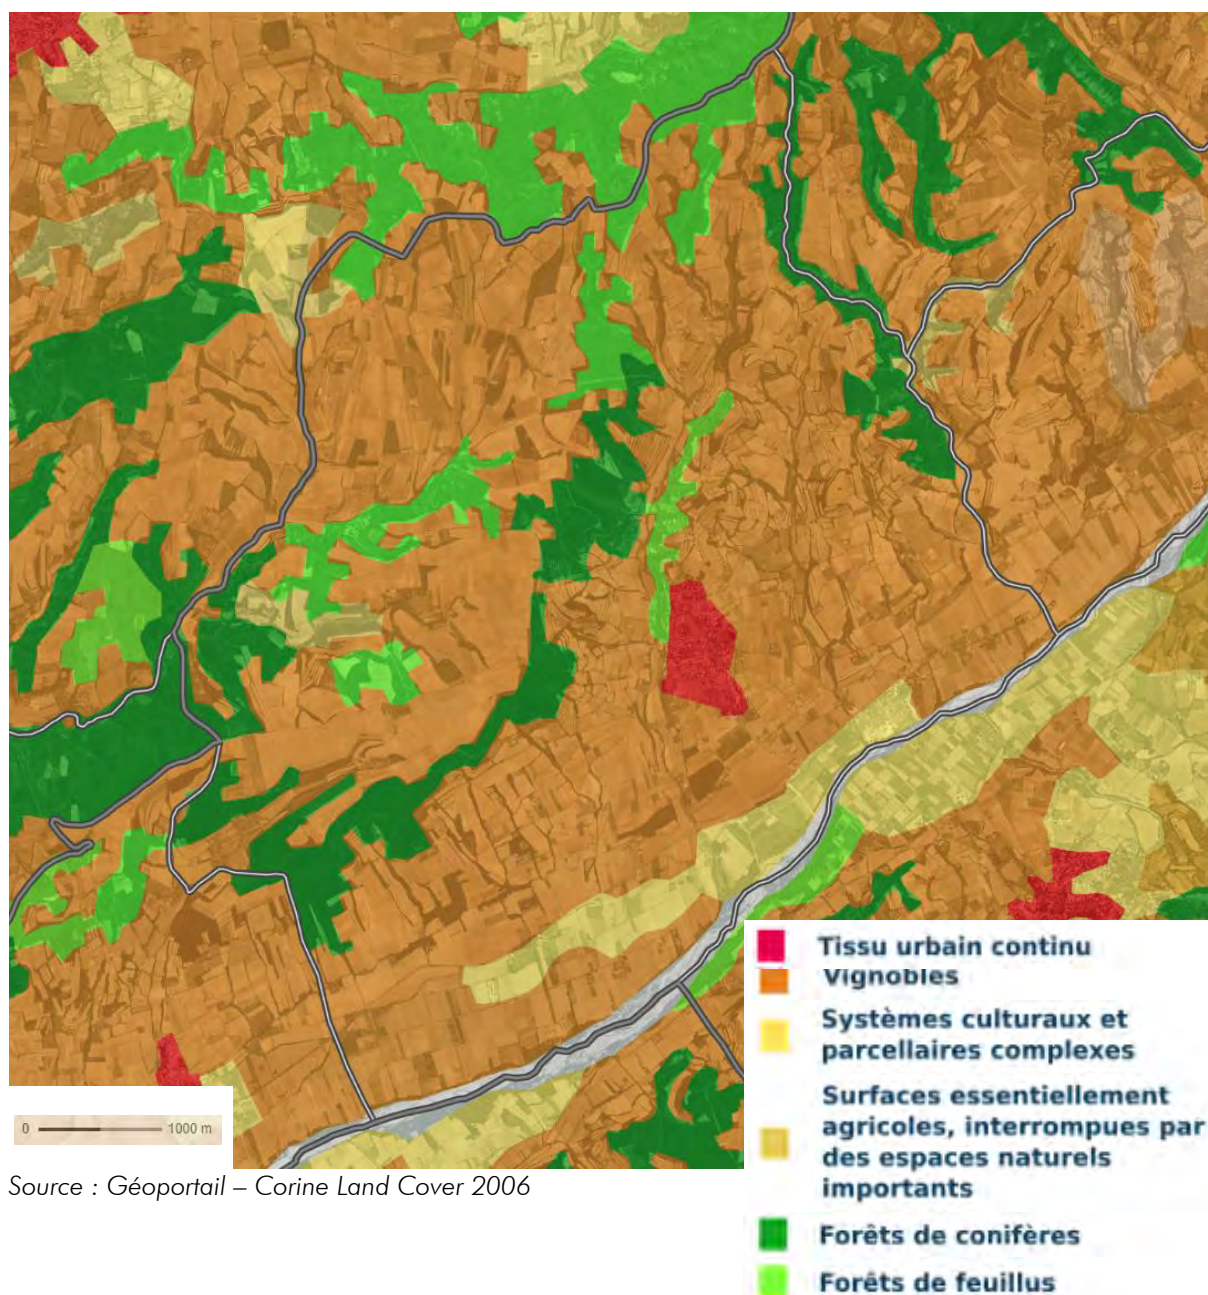 Tissu urbain continu
Vignobles
Systèmes culturaux et
parcellaires complexes
Surfaces essentiellement
agricoles, interrompues par
des espaces naturels
importants
Forêts de conifères
Forêts de feuillus
0 1000 m
Source : Géoportail – Corine Land Cover 2006